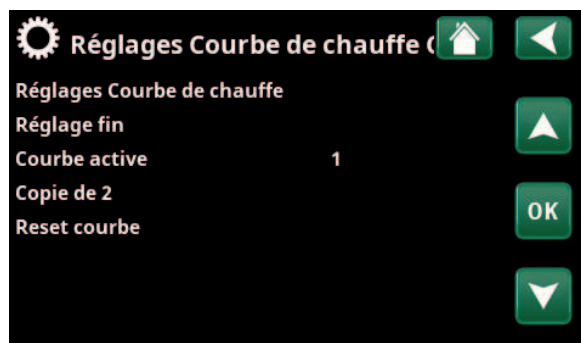 Réglages Courbe de chauffe
Réglages Courbe de chauffe
Réglage fin
Courbe active 1
Copie de 2
Reset courbe
OK